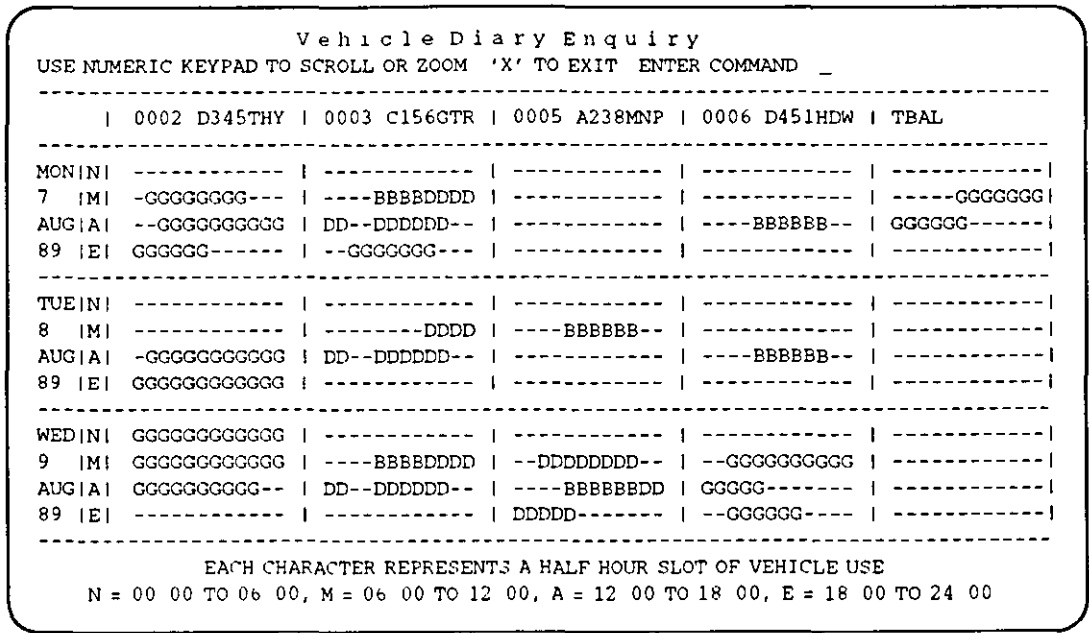 Vehicle Diary Enquiry
USE NUMERIC KEYPAD TO SCROLL OR ZOOM 'X' TO EXIT ENTER COMMAND _
| 0002 D345THY | 0003 C156GTR | 0005 A238MNP | 0006 D451HDW | TBAL
MON|N| ------------ | ------------ | ------------ | ------------ | ------------|
7 |M| -GGGGGGGG--- | ----BBBBDDDD | ------------ | ------------ | -----GGGGGGG|
AUG|A| --GGGGGGGGGG | DD--DDDDDD-- | ------------ | ----BBBBBB-- | GGGGGG------|
89 |E| GGGGGG------ | --GGGGGGG--- | ------------ | ------------ | ------------|
TUE|N| ------------ | ------------ | ------------ | ------------ | ------------|
8 |M| ------------ | --------DDDD | ----BBBBBB-- | ------------ | ------------|
AUG|A| -GGGGGGGGGGG | DD--DDDDDD-- | ------------ | ----BBBBBB-- | ------------|
89 |E| GGGGGGGGGGGG | ------------ | ------------ | ------------ | ------------|
WED|N| GGGGGGGGGGGG | ------------ | ------------ | ------------ | ------------|
9 |M| GGGGGGGGGGGG | ----BBBBDDDD | --DDDDDDDD-- | --GGGGGGGGGG | ------------|
AUG|A| GGGGGGGGGG-- | DD--DDDDDD-- | ----BBBBBBDD | GGGGG------- | ------------|
89 |E| ------------ | ------------ | DDDDD------- | --GGGGGG---- | ------------|
EACH CHARACTER REPRESENTS A HALF HOUR SLOT OF VEHICLE USE
N = 00 00 TO 06 00, M = 06 00 TO 12 00, A = 12 00 TO 18 00, E = 18 00 TO 24 00